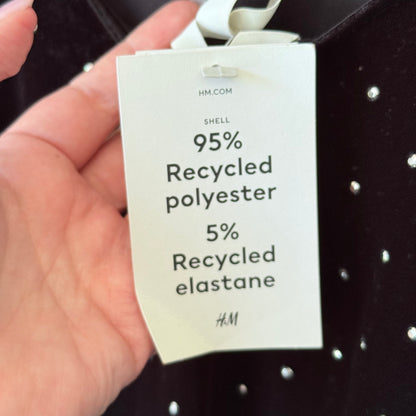 HM.COM
SHELL
95%
Recycled
polyester
5%
Recycled
elastane
H&M